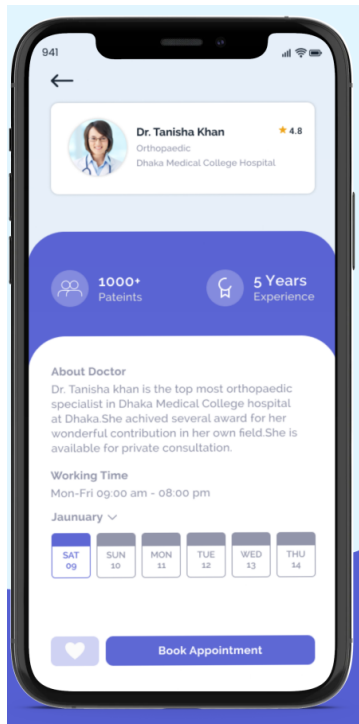 941
Dr. Tanisha Khan
4.8
Orthopaedic
Dhaka Medical College Hospital
1000+
Pateints
5 Years
Experience
About Doctor
Dr. Tanisha khan is the top most orthopaedic
specialist in Dhaka Medical College hospital
at Dhaka.She achived several award for her
wonderful contribution in her own field.She is
available for private consultation.
Working Time
Mon-Fri 09:00 am - 08:00 pm
Jaunuary
SAT
09
SUN
10
MON
11
TUE
12
WED
13
THU
14
Book Appointment